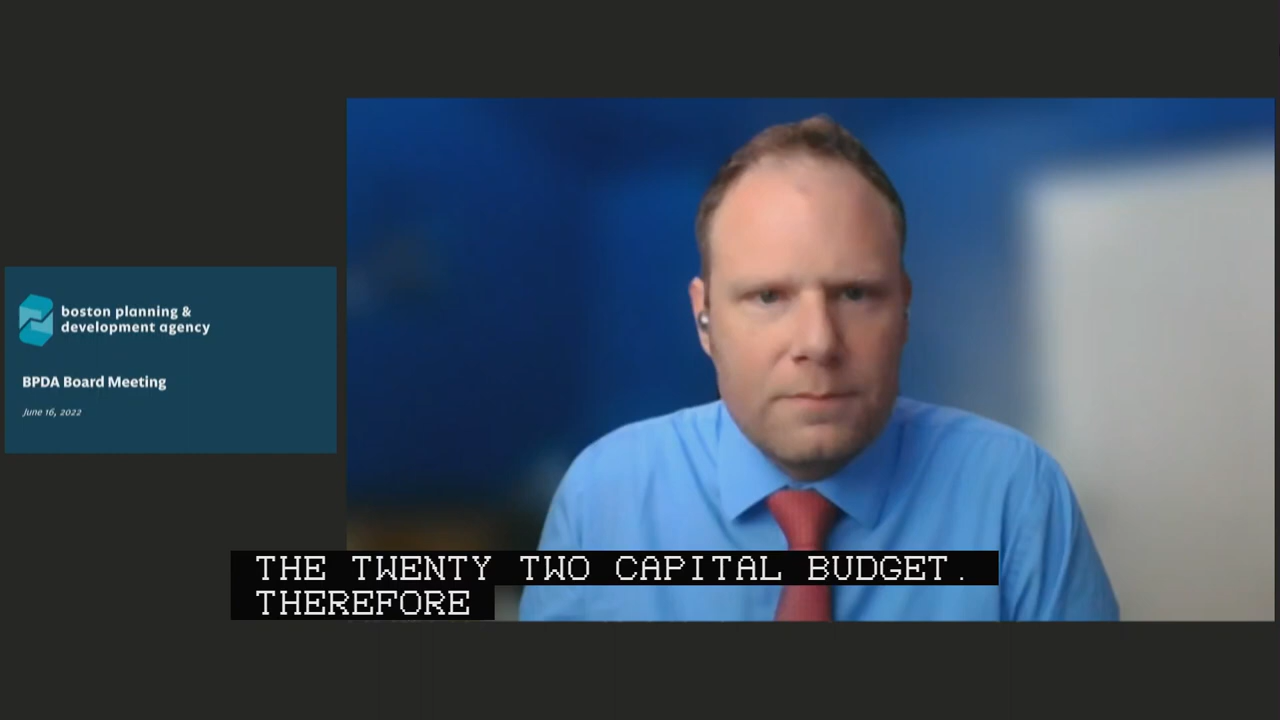 boston planning &
development agency
BPDA Board Meeting
June 16, 2022
THE TWENTY TWO CAPITAL BUDGET.
THEREFORE